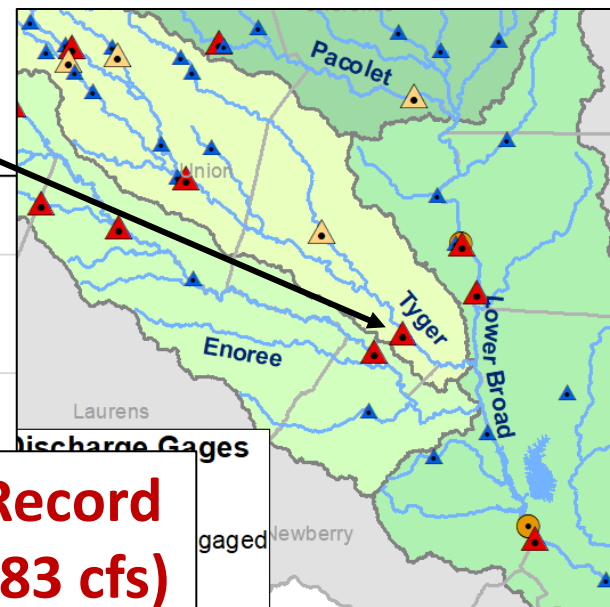 Pacolet
Union
Tyger
Lower Broad
Enoree
Laurens
Discharge Gages
Record
gaged
Newberry
83 cfs)